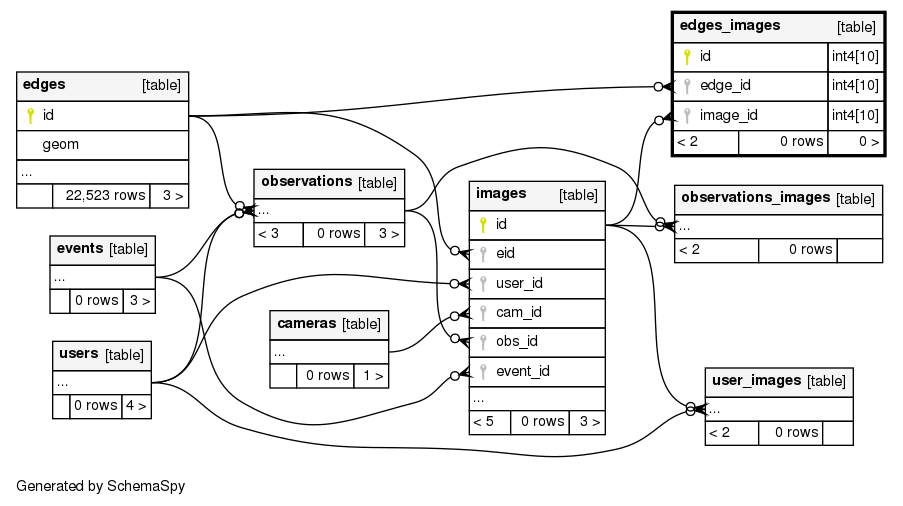 edges_images [table]
id int4[10]
edge_id int4[10]
image_id int4[10]
< 2 0 rows 0 >
edges [table]
id
geom
...
22,523 rows 3 >
observations [table]
...
< 3 0 rows 3 >
images [table]
id
eid
user_id
cam_id
obs_id
event_id
...
< 5 0 rows 3 >
observations_images [table]
...
< 2 0 rows
events [table]
...
0 rows 3 >
cameras [table]
...
0 rows 1 >
users [table]
...
0 rows 4 >
user_images [table]
...
< 2 0 rows
Generated by SchemaSpy